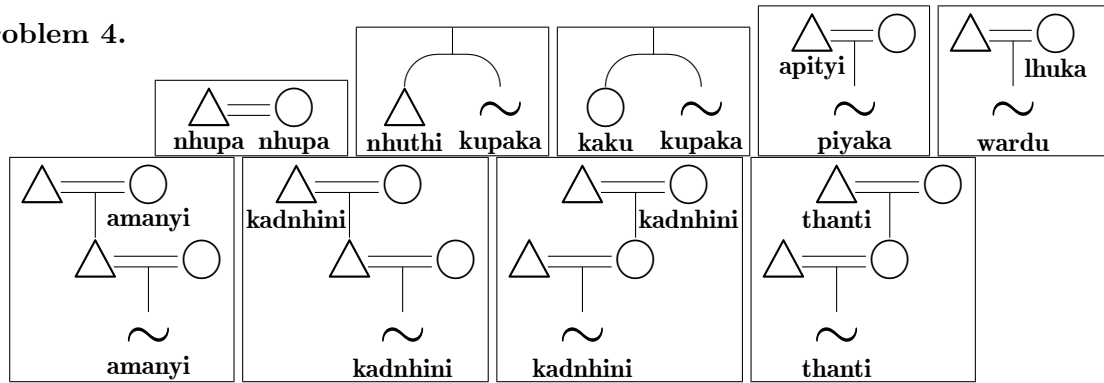 roblem 4.
apityi
lhuka
nhupa nhupa
nhuthi kupaka
kaku kupaka
piyaka
wardu
amanyi
kadnhini
kadnhini
thanti
amanyi
kadnhini
kadnhini
thanti